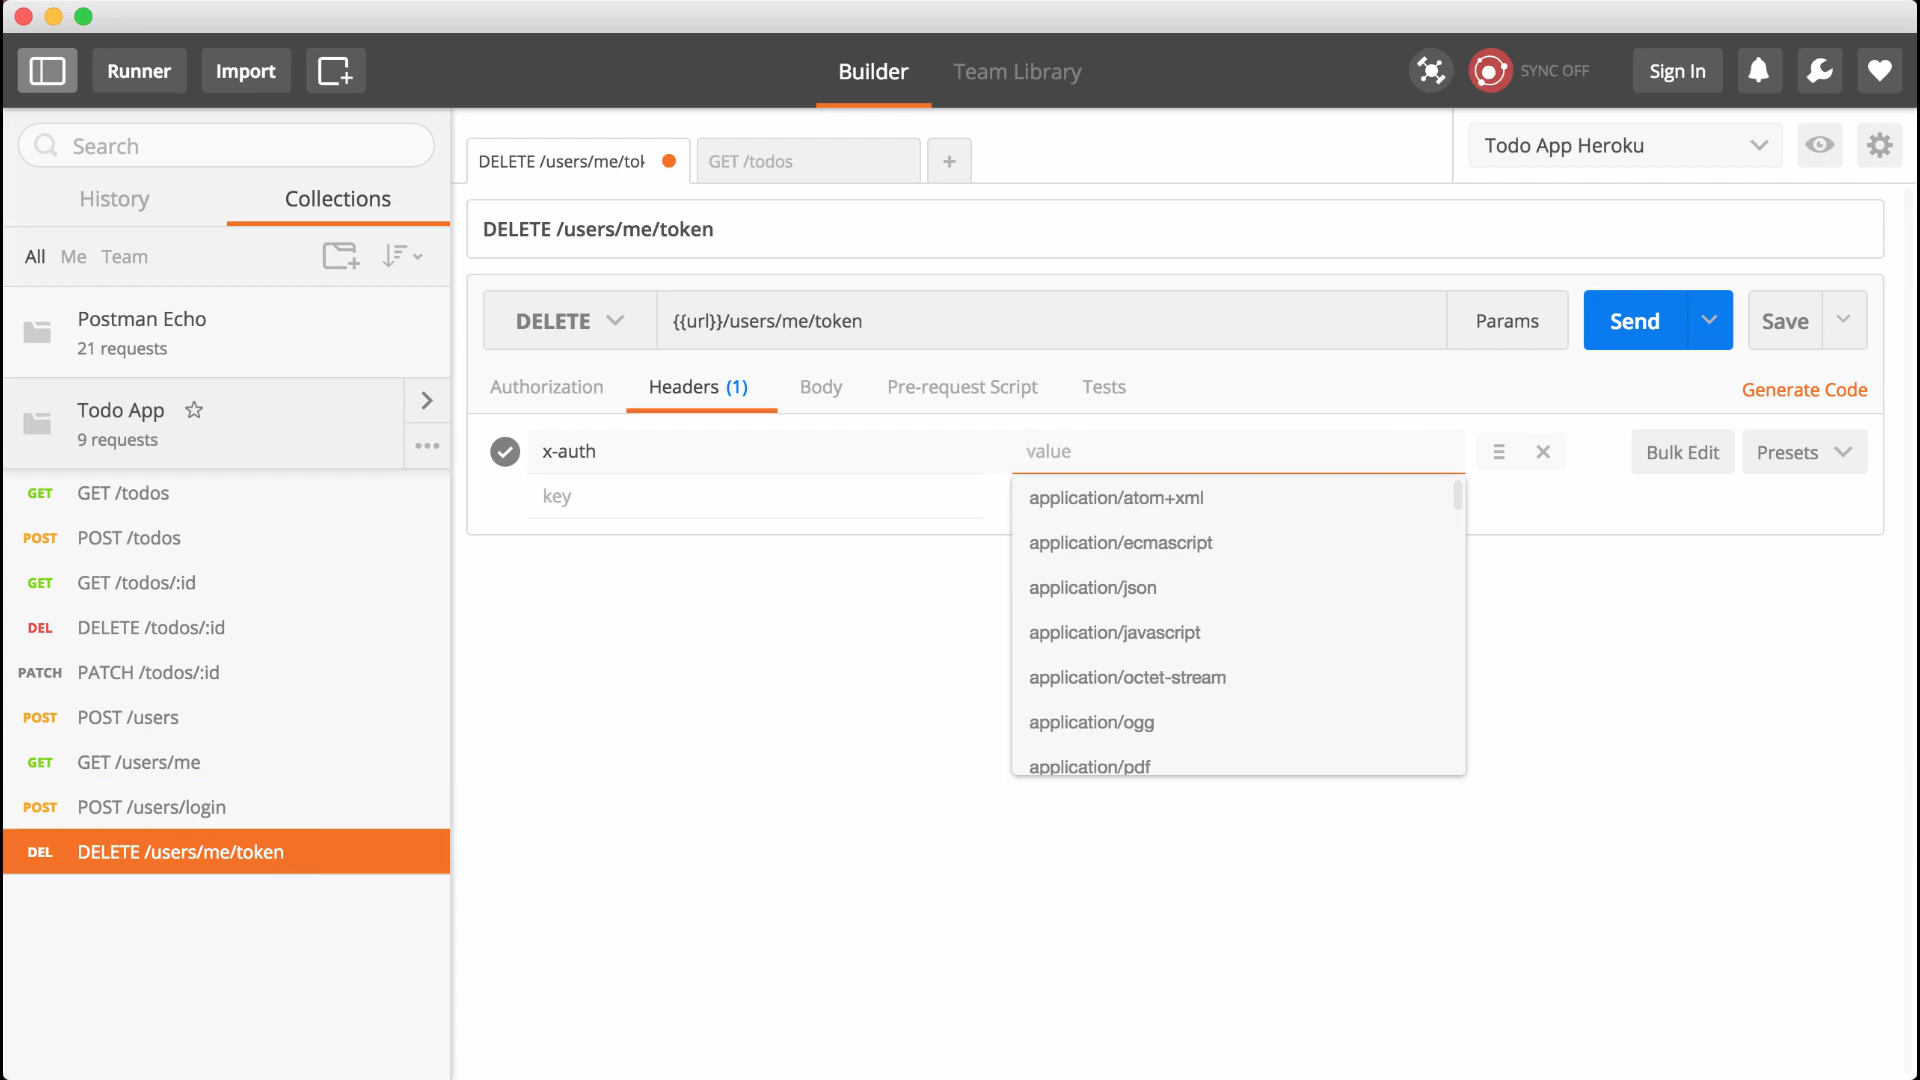 Runner
Import
Builder
Team Library
SYNC OFF
Sign In
Search
History
Collections
All
Me
Team
Postman Echo
21 requests
Todo App
9 requests
GET GET /todos
POST POST /todos
GET GET /todos/:id
DEL DELETE /todos/:id
PATCH PATCH /todos/:id
POST POST /users
GET GET /users/me
POST POST /users/login
DEL DELETE /users/me/token
DELETE /users/me/tok
GET /todos
+
Todo App Heroku
DELETE /users/me/token
DELETE
{{url}}/users/me/token
Params
Send
Save
Authorization
Headers (1)
Body
Pre-request Script
Tests
Generate Code
x-auth
value
Bulk Edit
Presets
key
application/atom+xml
application/ecmascript
application/json
application/javascript
application/octet-stream
application/ogg
application/pdf